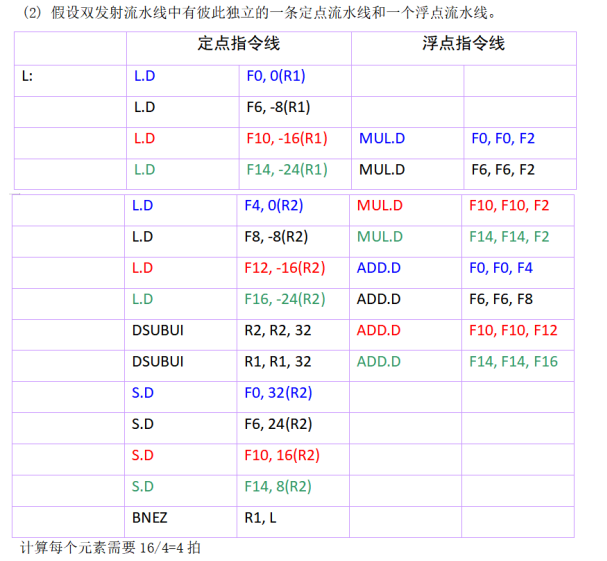 (2) 假设双发射流水线中有彼此独立的一条定点流水线和一个浮点流水线。
定点指令线 浮点指令线
L: L.D F0, 0(R1)
L.D F6, -8(R1)
L.D F10, -16(R1) MUL.D F0, F0, F2
L.D F14, -24(R1) MUL.D F6, F6, F2
L.D F4, 0(R2) MUL.D F10, F10, F2
L.D F8, -8(R2) MUL.D F14, F14, F2
L.D F12, -16(R2) ADD.D F0, F0, F4
L.D F16, -24(R2) ADD.D F6, F6, F8
DSUBUI R2, R2, 32 ADD.D F10, F10, F12
DSUBUI R1, R1, 32 ADD.D F14, F14, F16
S.D F0, 32(R2)
S.D F6, 24(R2)
S.D F10, 16(R2)
S.D F14, 8(R2)
BNEZ R1, L
计算每个元素需要 16/4=4 拍